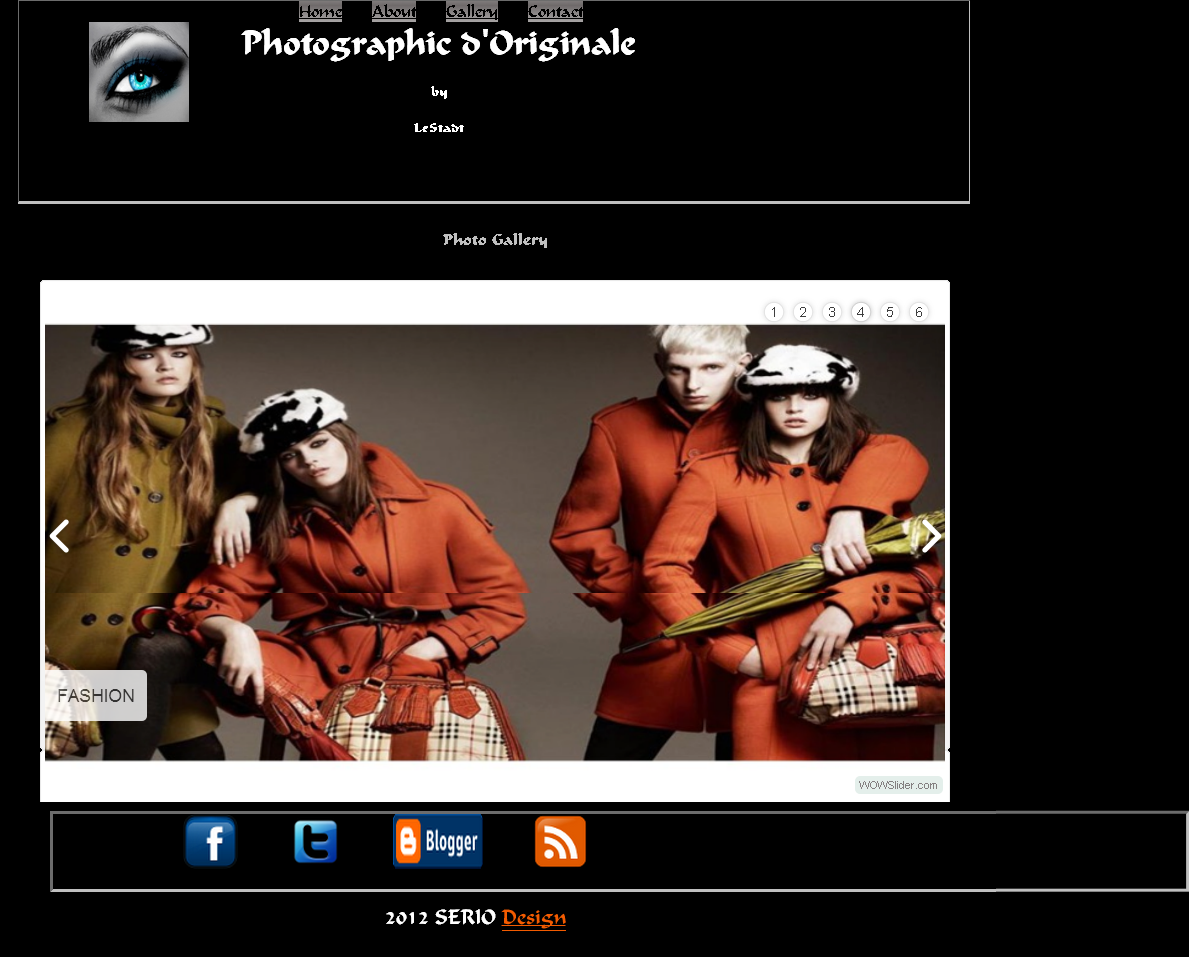 Home About Gallery Contact
Photographic d'Originale
by
LeStadt
Photo Gallery
1 2 3 4 5 6
FASHION
WOWSlider.com
f t B Blogger
2012 SERIO Design